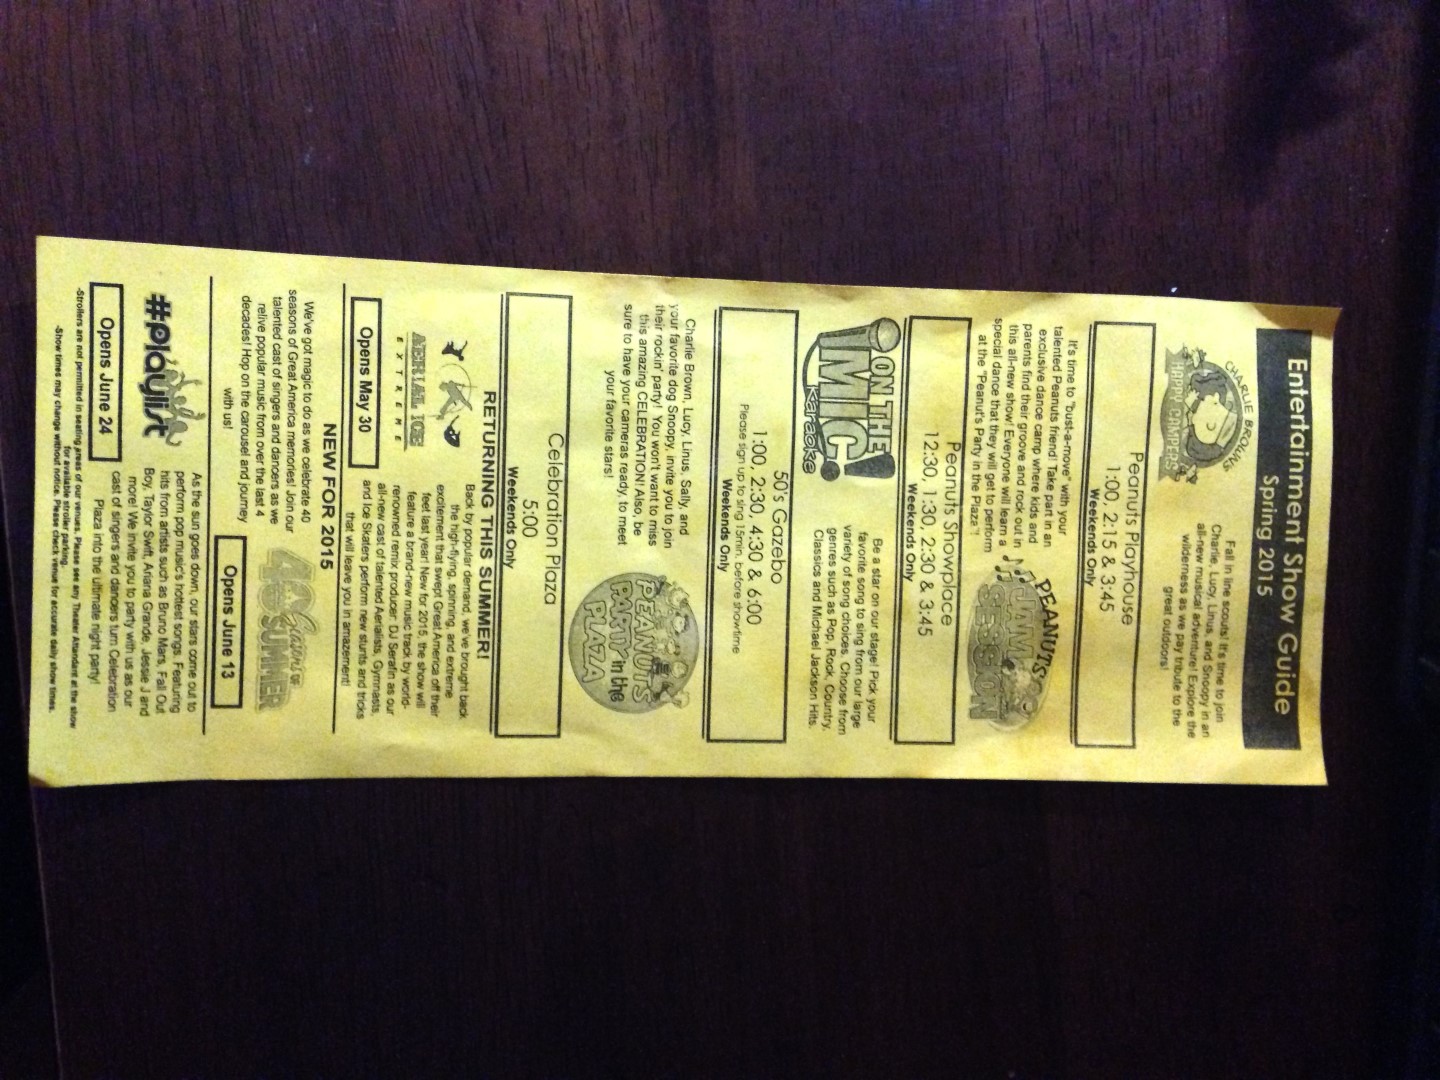 Entertainment Show Guide
Spring 2015
CHARLIE BROWN'S
HAPPY CAMPERS
Fall in line scouts! It's time to join
Charlie, Lucy, Linus, and Snoopy in an
all-new musical adventure! Explore the
wilderness as we pay tribute to the
great outdoors!
Peanuts Playhouse
1:00, 2:15 & 3:45
Weekends Only
It's time to "bust-a-move" with your
talented Peanuts friend! Take part in an
exclusive dance camp where kids and
parents find their groove and rock out in
this all-new show! Everyone will learn a
special dance that they will get to perform
at the "Peanut's Party in the Plaza"!
PEANUTS
JAM
SESSION
Peanuts Showplace
12:30, 1:30, 2:30 & 3:45
Weekends Only
ON THE
MIC!
Karaoke
Be a star on our stage! Pick your
favorite song to sing from our large
variety of song choices. Choose from
genres such as Pop, Rock, Country,
Classics and Michael Jackson Hits.
50's Gazebo
1:00, 2:30, 4:30 & 6:00
Please sign up to sing 15min. before showtime
Weekends Only
Charlie Brown, Lucy, Linus, Sally, and
your favorite dog Snoopy, invite you to join
their rockin' party! You won't want to miss
this amazing CELEBRATION! Also, be
sure to have your cameras ready, to meet
your favorite stars!
PEANUTS
PARTY in the
PLAZA
Celebration Plaza
5:00
Weekends Only
RETURNING THIS SUMMER!
AERIAL ICE
EXTREME
Opens May 30
Back by popular demand, we've brought back
the high-flying, spinning, and extreme
excitement that swept Great America off their
feet last year! New for 2015, the show will
feature a brand-new music track by world-
renowned remix producer: DJ Serafin as our
all-new cast of talented Aerialists, Gymnasts,
and Ice Skaters perform new stunts and tricks
that will leave you in amazement!
NEW FOR 2015
We've got magic to do as we celebrate 40
seasons of Great America memories! Join our
talented cast of singers and dancers as we
relive popular music from over the last 4
decades! Hop on the carousel and journey
with us!
40 Seasons OF
SUMMER
Opens June 13
#playlist
Opens June 24
As the sun goes down, our stars come out to
perform pop music's hottest songs. Featuring
hits from artists such as Bruno Mars, Fall Out
Boy, Taylor Swift, Ariana Grande, Jessie J and
more! We invite you to party with us as our
cast of singers and dancers turn Celebration
Plaza into the ultimate night party!
-Strollers are not permitted in seating areas of our venues. Please see any Theater Attendant at the show
for available stroller parking.
-Show times may change without notice. Please check venue for accurate daily show times.